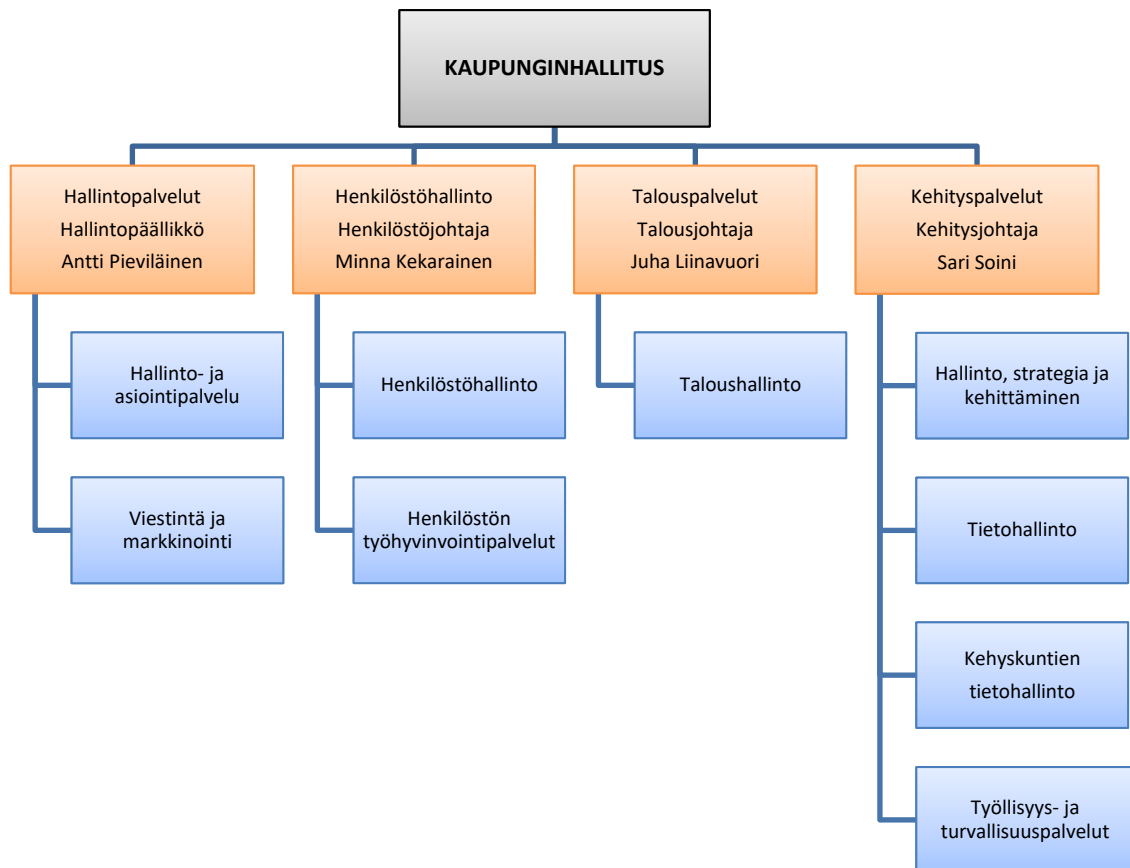 KAUPUNGINHALLITUS
Hallintopalvelut
Hallintopäällikkö
Antti Pieviläinen
Hallinto- ja
asiointipalvelu
Viestintä ja
markkinointi
Henkilöstöhallinto
Henkilöstöjohtaja
Minna Kekarainen
Henkilöstöhallinto
Henkilöstön
työhyvinvointipalvelut
Talouspalvelut
Talousjohtaja
Juha Liinavuori
Taloushallinto
Kehityspalvelut
Kehitysjohtaja
Sari Soini
Hallinto, strategia ja
kehittäminen
Tietohallinto
Kehyskuntien
tietohallinto
Työllisyys- ja
turvallisuuspalvelut